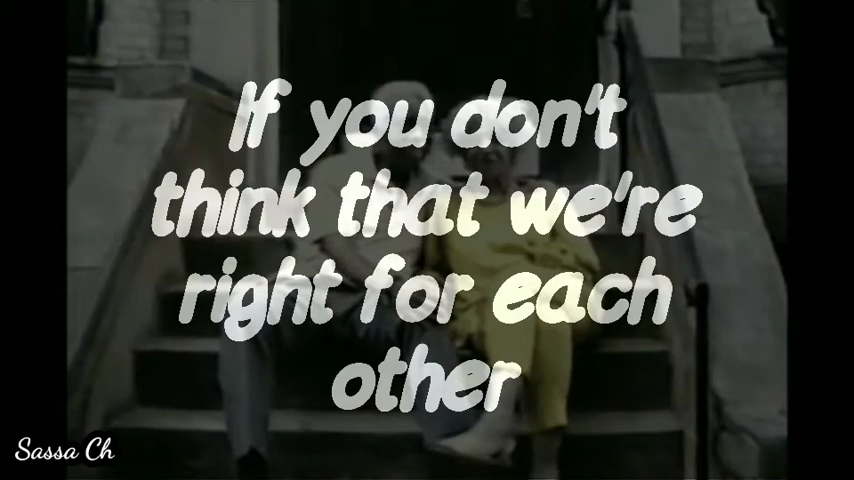 If you don't
think that we're
right for each
other
Sassa Ch